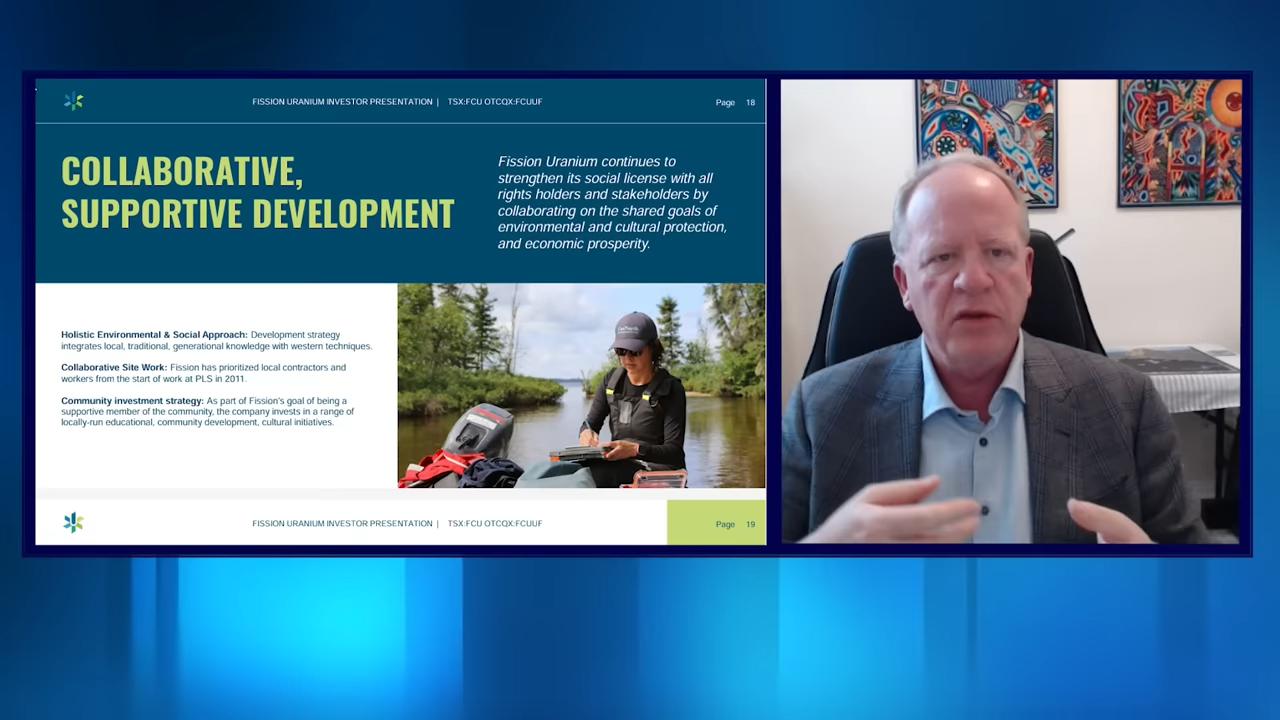 FISSION URANIUM INVESTOR PRESENTATION | TSX:FCU OTCQX:FCUUF
Page 18
COLLABORATIVE,
SUPPORTIVE DEVELOPMENT
Fission Uranium continues to
strengthen its social license with all
rights holders and stakeholders by
collaborating on the shared goals of
environmental and cultural protection,
and economic prosperity.
Holistic Environmental & Social Approach: Development strategy
integrates local, traditional, generational knowledge with western techniques.
Collaborative Site Work: Fission has prioritized local contractors and
workers from the start of work at PLS in 2011.
Community investment strategy: As part of Fission's goal of being a
supportive member of the community, the company invests in a range of
locally-run educational, community development, cultural initiatives.
FISSION URANIUM INVESTOR PRESENTATION | TSX:FCU OTCQX:FCUUF
Page 19